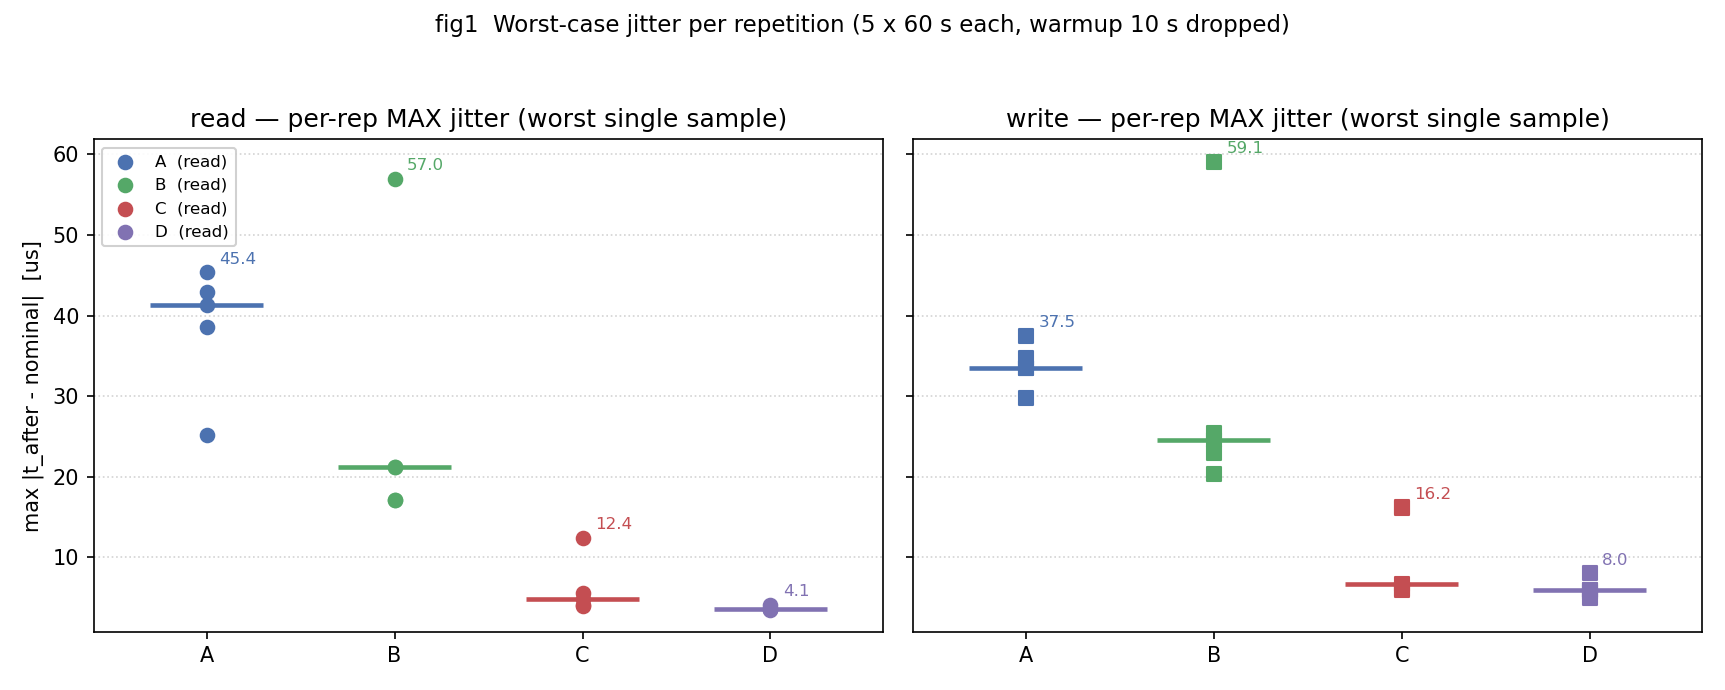 fig1  Worst-case jitter per repetition (5 x 60 s each, warmup 10 s dropped)
read — per-rep MAX jitter (worst single sample)
max |t_after - nominal|  [us]
60
50
40
30
20
10
A  (read)
B  (read)
C  (read)
D  (read)
45.4
57.0
12.4
4.1
A
B
C
D
write — per-rep MAX jitter (worst single sample)
37.5
59.1
16.2
8.0
A
B
C
D